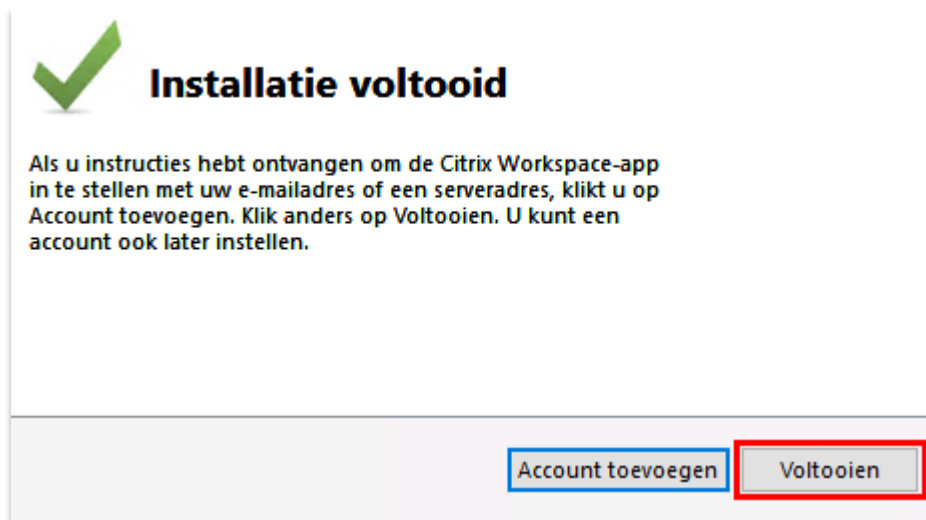 Installatie voltooid
Als u instructies hebt ontvangen om de Citrix Workspace-app
in te stellen met uw e-mailadres of een serveradres, klikt u op
Account toevoegen. Klik anders op Voltooien. U kunt een
account ook later instellen.
Account toevoegen
Voltooien